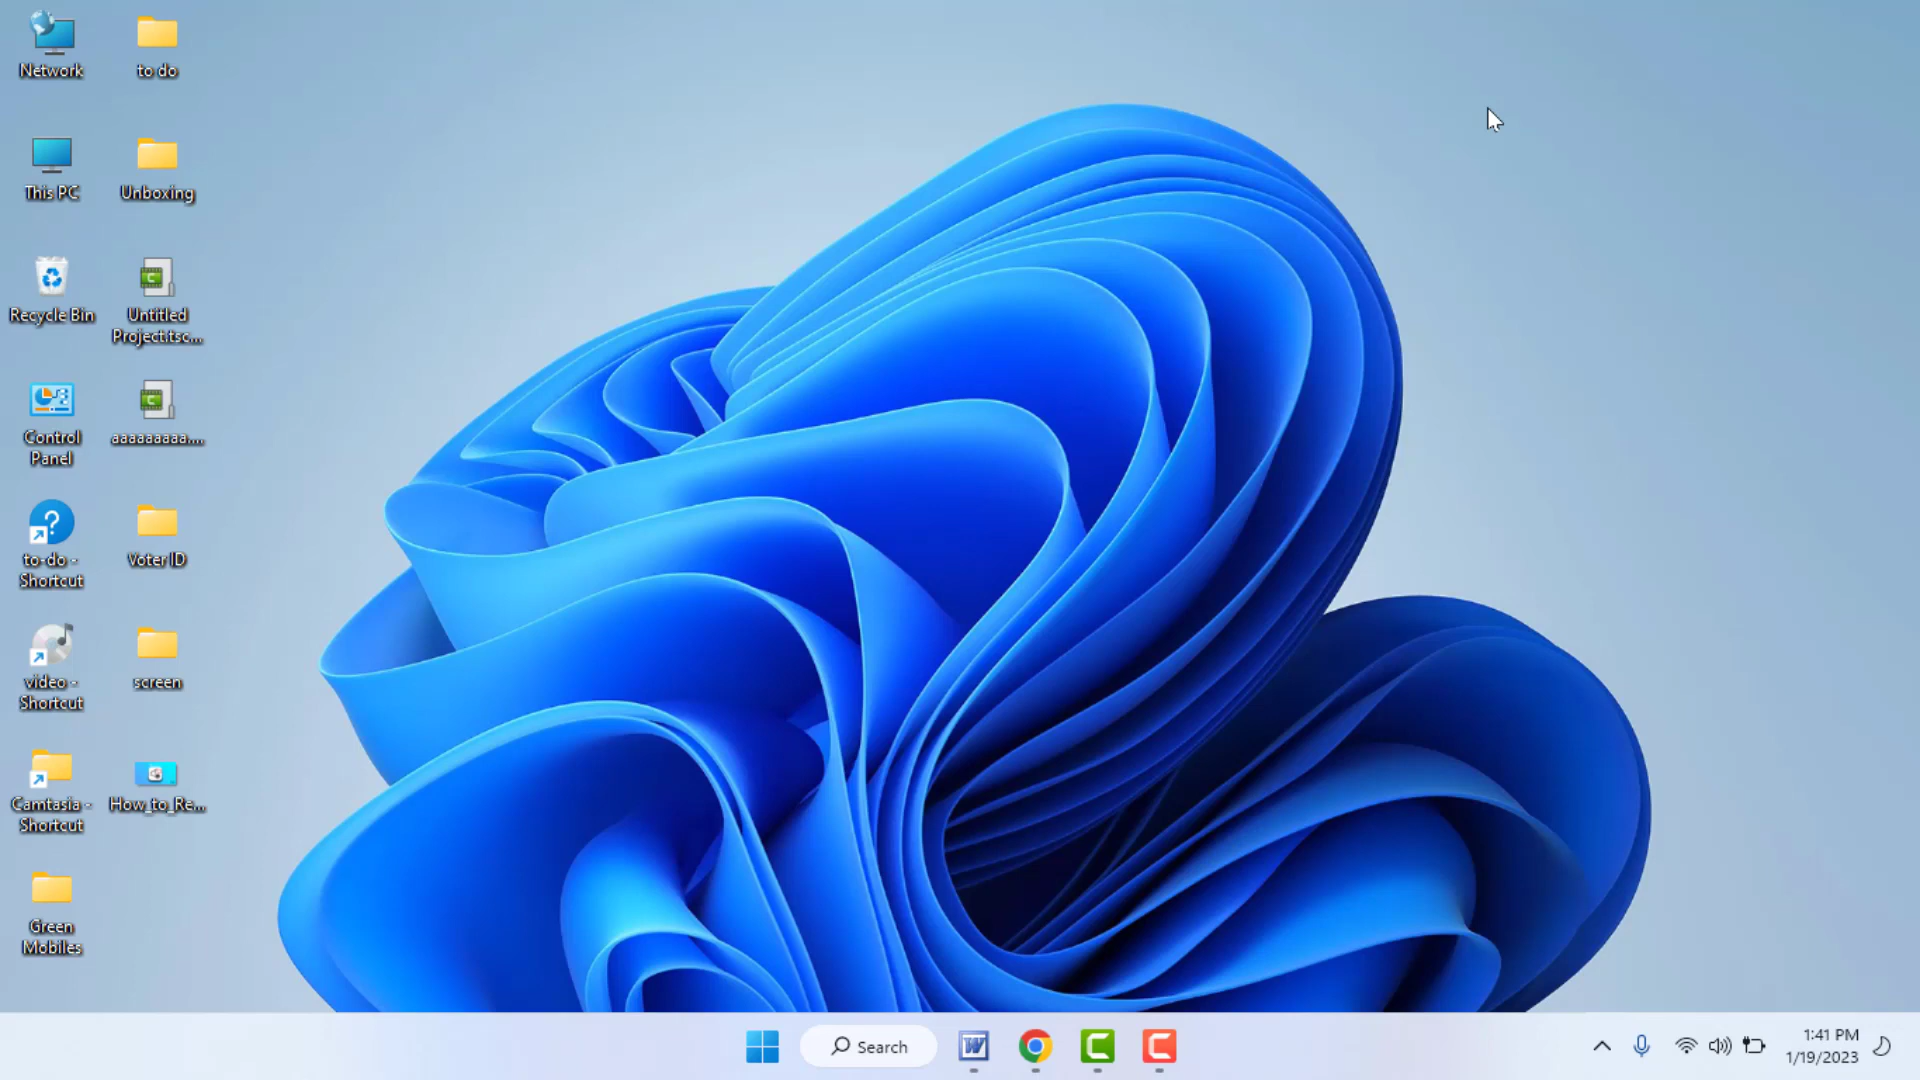 Network
to do
This PC
Unboxing
Recycle Bin
Untitled
Project.tsc...
Control
Panel
aaaaaaaaa....
to-do -
Shortcut
Voter ID
video -
Shortcut
screen
Camtasia -
Shortcut
How_to_Re...
Green
Mobiles
Search
1:41 PM
1/19/2023